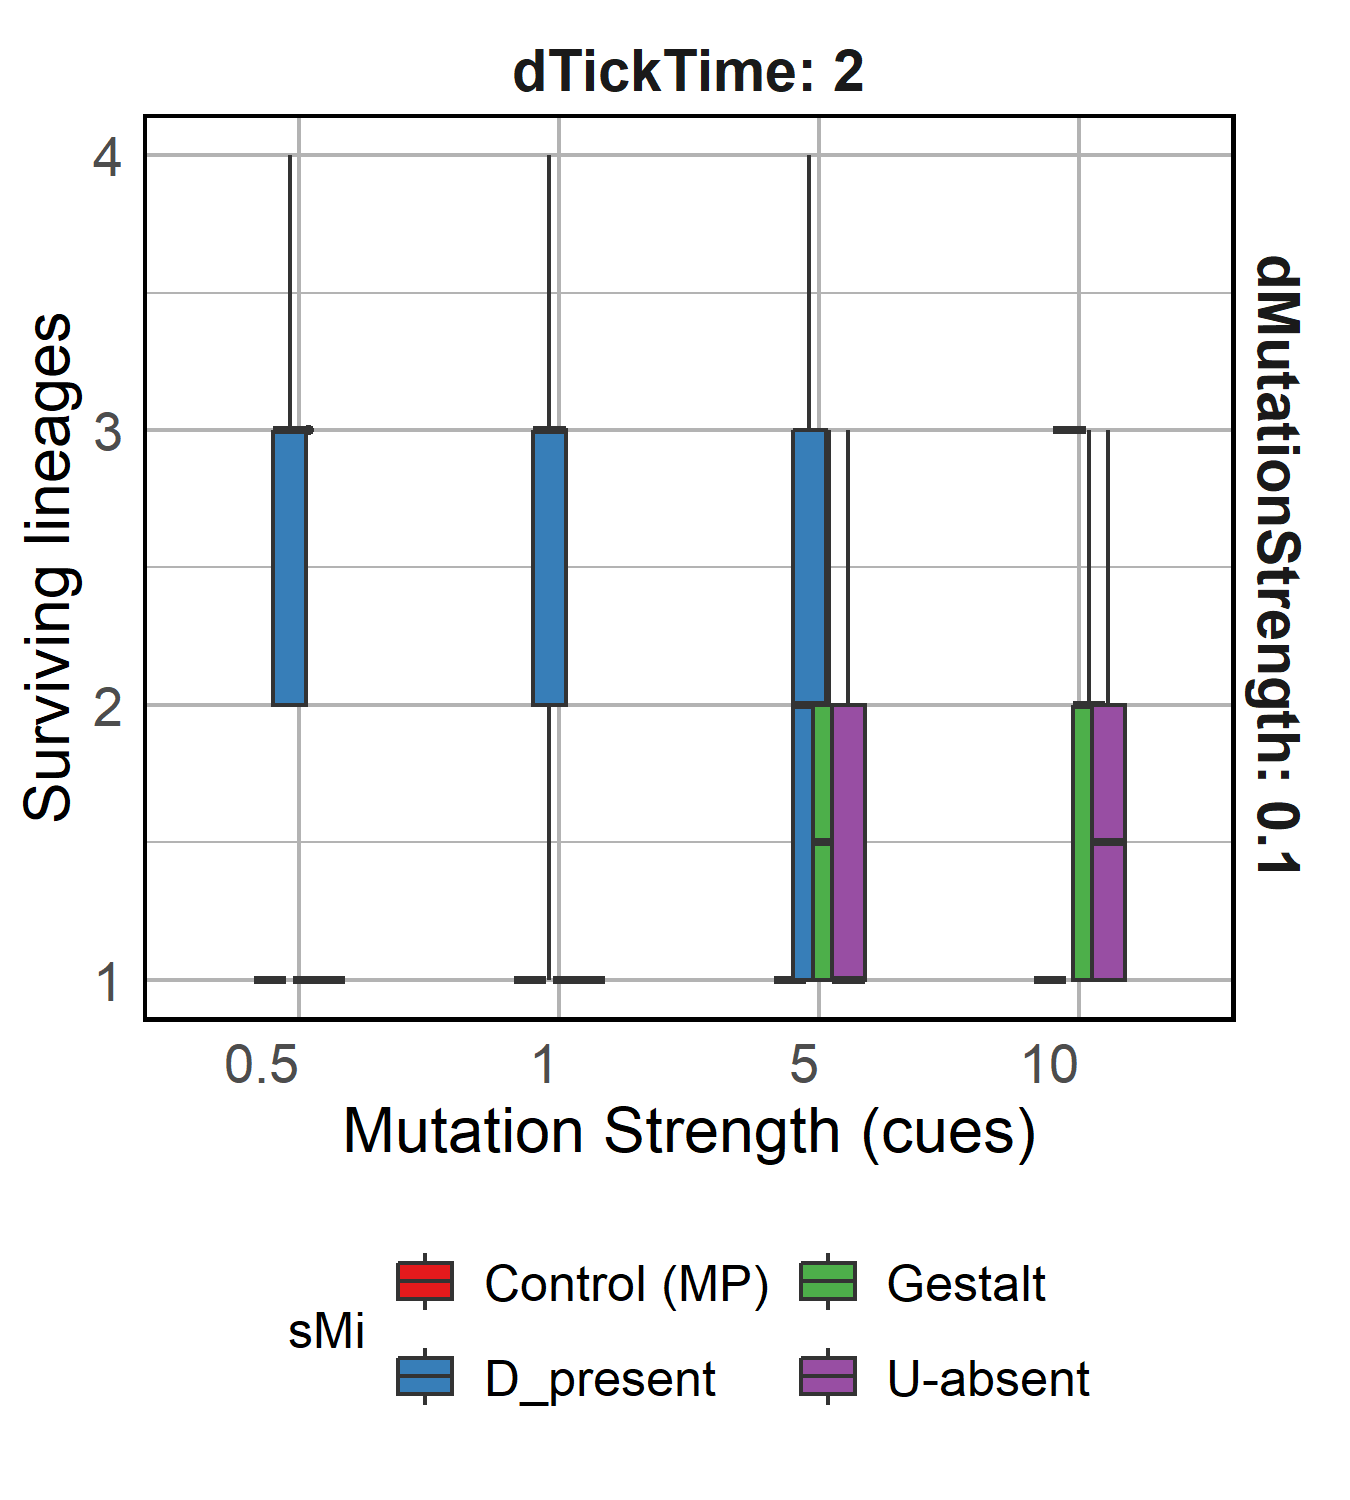 dTickTime: 2
4
3
2
1
Surviving lineages
dMutationStrength: 0.1
0.5 1 5 10
Mutation Strength (cues)
sMi
Control (MP) Gestalt
D_present U-absent